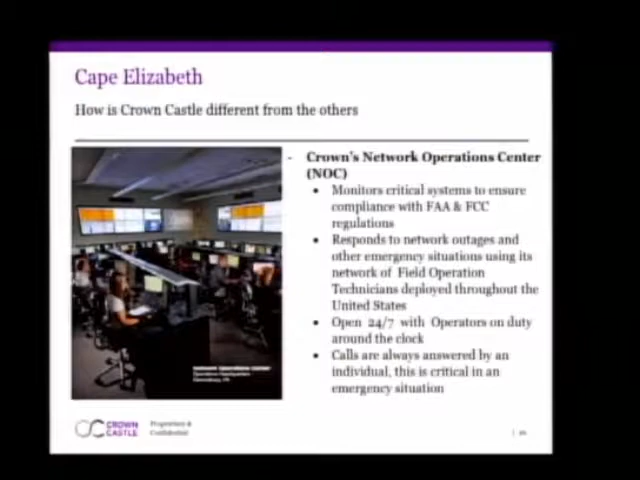 Cape Elizabeth
How is Crown Castle different from the others
- Crown's Network Operations Center
(NOC)
• Monitors critical systems to ensure
compliance with FAA & FCC
regulations
• Responds to network outages and
other emergency situations using its
network of Field Operation
Technicians deployed throughout the
United States
• Open 24/7 with Operators on duty
around the clock
• Calls are always answered by an
individual, this is critical in an
emergency situation
Network Operations Center
CROWN
CASTLE
Proprietary &
Confidential